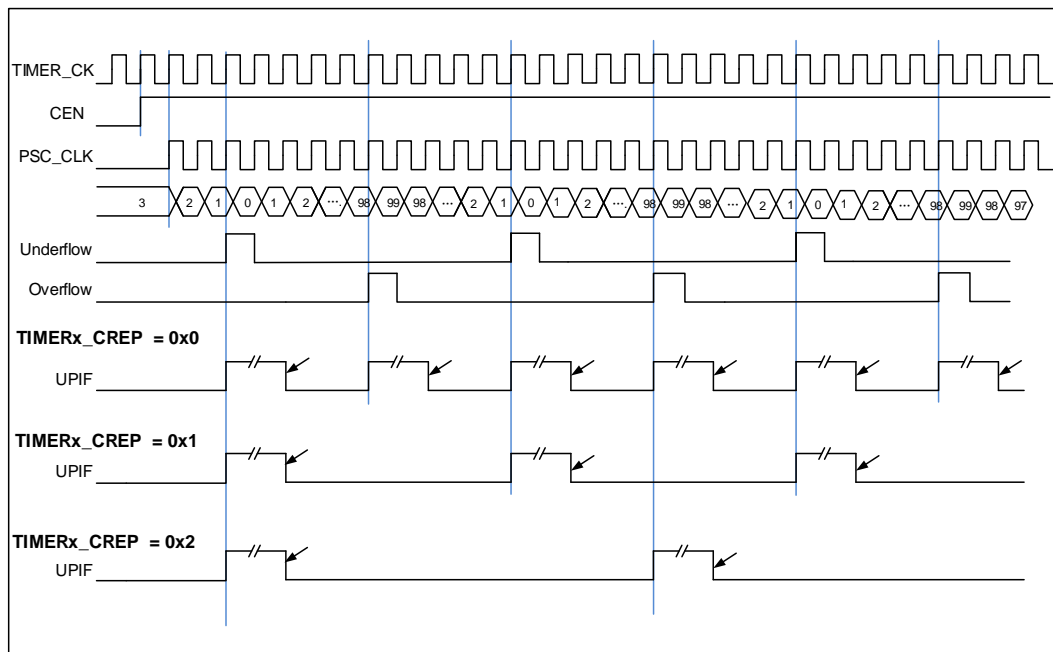 TIMER_CK
CEN
PSC_CLK
3 2 1 0 1 2 .... 98 99 98 ... 2 1 0 1 2 .... 98 99 98 ... 2 1 0 1 2 ... 98 99 98 97
Underflow
Overflow
TIMERx_CREP = 0x0
UPIF
TIMERx_CREP = 0x1
UPIF
TIMERx_CREP = 0x2
UPIF